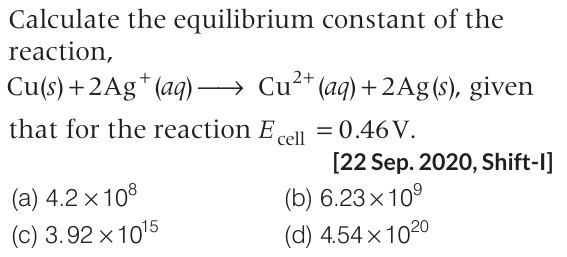 Calculate the equilibrium constant of the
reaction,
Cu(s) + 2Ag⁺(aq) ⟶ Cu²⁺(aq) + 2Ag(s), given
that for the reaction E cell = 0.46 V.
[22 Sep. 2020, Shift-I]
(a) 4.2 × 10⁸ (b) 6.23 × 10⁹
(c) 3.92 × 10¹⁵ (d) 4.54 × 10²⁰